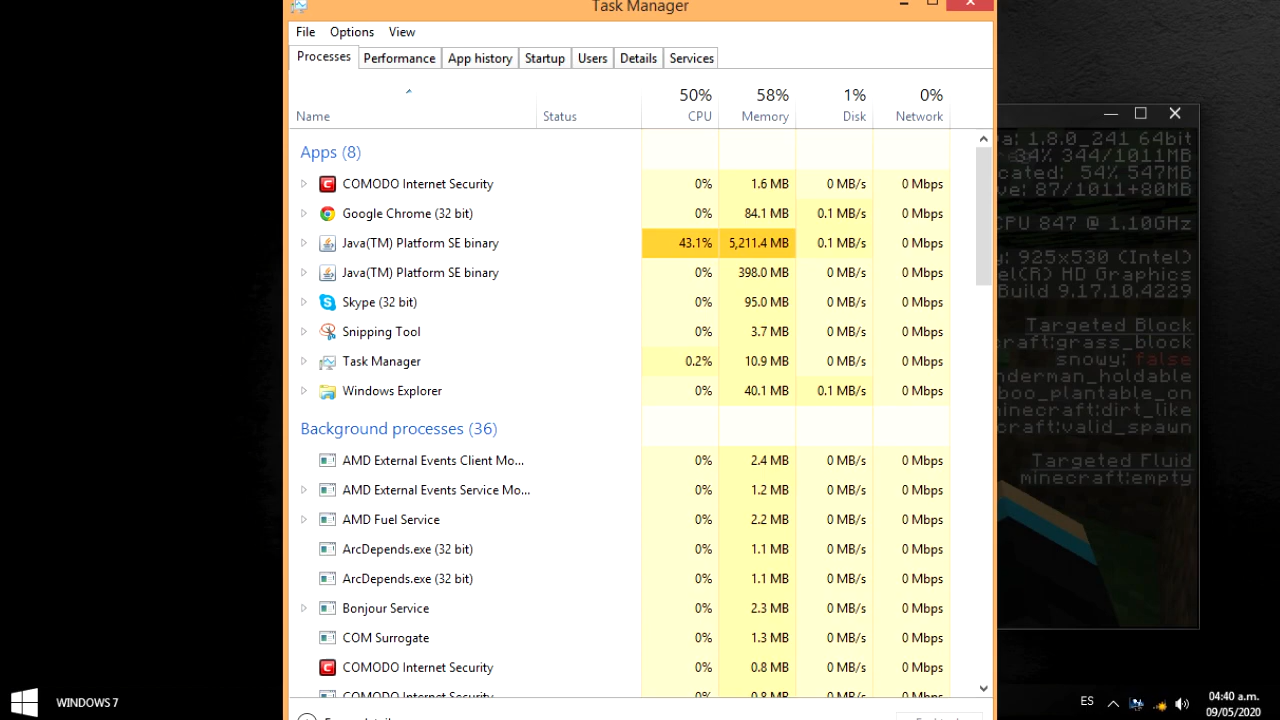 Task Manager
File Options View
Processes Performance App history Startup Users Details Services
50% 58% 1% 0%
Name Status CPU Memory Disk Network
Apps (8)
COMODO Internet Security 0% 1.6 MB 0 MB/s 0 Mbps
Google Chrome (32 bit) 0% 84.1 MB 0.1 MB/s 0 Mbps
Java(TM) Platform SE binary 43.1% 5,211.4 MB 0.1 MB/s 0 Mbps
Java(TM) Platform SE binary 0% 398.0 MB 0 MB/s 0 Mbps
Skype (32 bit) 0% 95.0 MB 0 MB/s 0 Mbps
Snipping Tool 0% 3.7 MB 0 MB/s 0 Mbps
Task Manager 0.2% 10.9 MB 0 MB/s 0 Mbps
Windows Explorer 0% 40.1 MB 0.1 MB/s 0 Mbps
Background processes (36)
AMD External Events Client Mo... 0% 2.4 MB 0 MB/s 0 Mbps
AMD External Events Service Mo... 0% 1.2 MB 0 MB/s 0 Mbps
AMD Fuel Service 0% 2.2 MB 0 MB/s 0 Mbps
ArcDepends.exe (32 bit) 0% 1.1 MB 0 MB/s 0 Mbps
ArcDepends.exe (32 bit) 0% 1.1 MB 0 MB/s 0 Mbps
Bonjour Service 0% 2.3 MB 0 MB/s 0 Mbps
COM Surrogate 0% 1.3 MB 0 MB/s 0 Mbps
COMODO Internet Security 0% 0.8 MB 0 MB/s 0 Mbps
COMODO Internet Security 0% 0.8 MB 0 MB/s 0 Mbps
a: 1.8.0_241 64bit
34% 344/1011MB
cated: 54% 547MB
ve: 87/1011+80MB
CPU 847 @ 1.10GHz
y: 925x530 (Intel)
el(R) HD Graphics
Build 9.17.10.4229
Targeted Block
craft:grass_block
snowy: false
nderman_holdable
boo_plantable_on
inecraft:dirt_like
craft:valid_spawn
Targeted Fluid
minecraft:empty
WINDOWS 7
ES
04:40 a.m.
09/05/2020